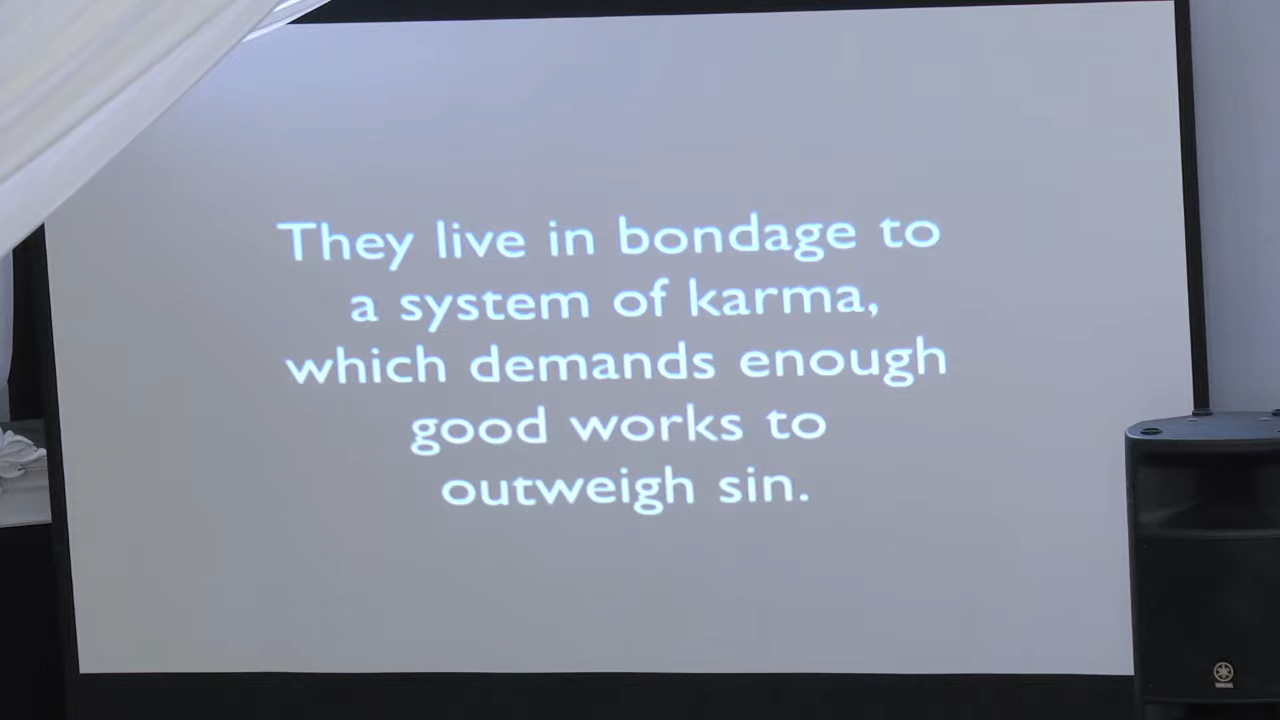 They live in bondage to
a system of karma,
which demands enough
good works to
outweigh sin.